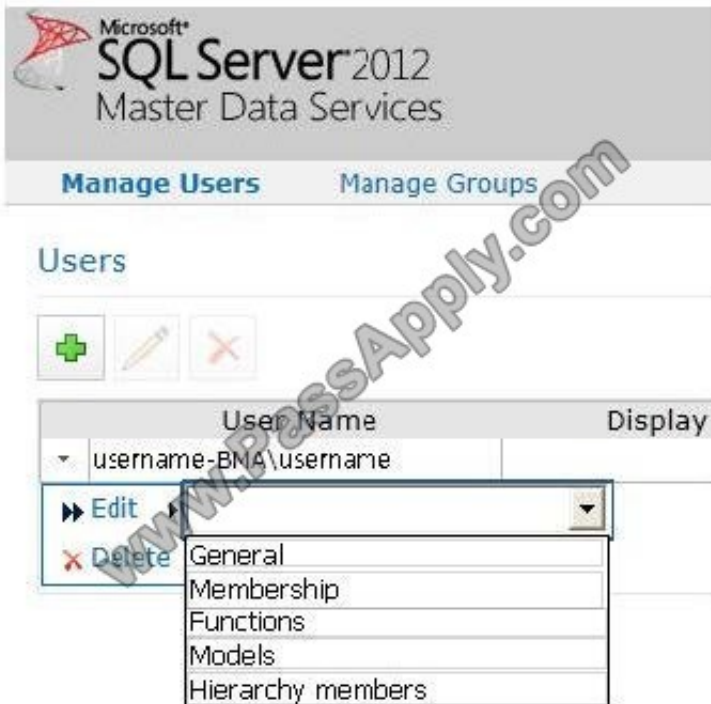 Microsoft®
SQL Server® 2012
Master Data Services
Manage Users Manage Groups
Users
User Name Display
username-BMA\username
Edit
Delete
General
Membership
Functions
Models
Hierarchy members
www.PassApply.com